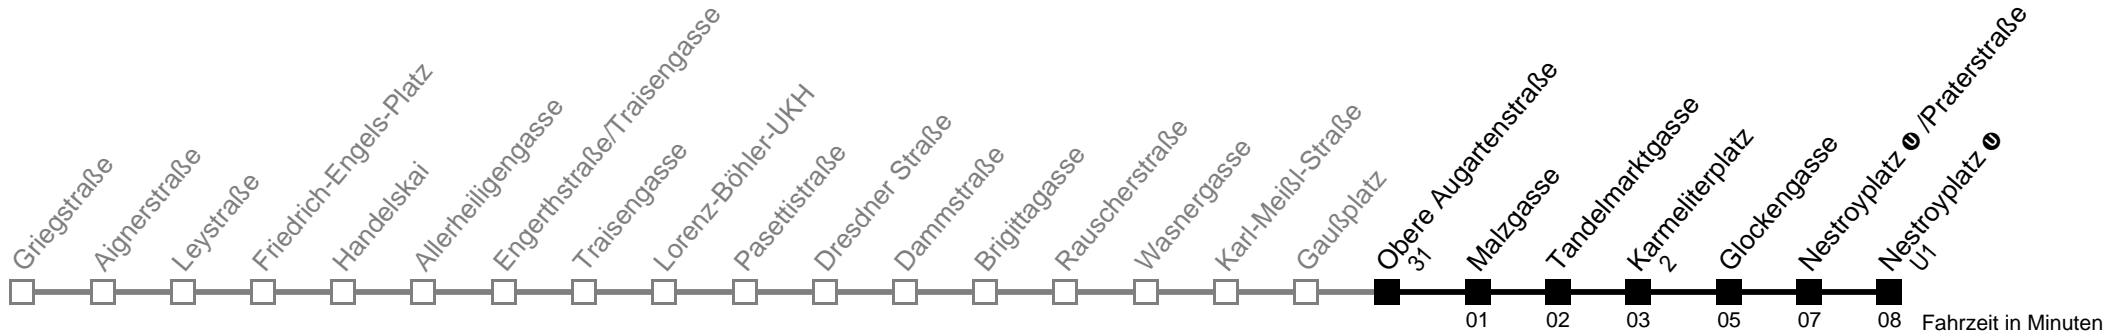 Griegstraße
Aignerstraße
Leystraße
Friedrich-Engels-Platz
Handelskai
Allerheiligengasse
Engerthstraße/Traisengasse
Traisengasse
Lorenz-Böhler-UKH
Pasettistraße
Dresdner Straße
Dammstraße
Brigittagasse
Rauscherstraße
Wasnergasse
Karl-Meißl-Straße
Gaußplatz
Obere Augartenstraße
31
Malzgasse
Tandelmarktgasse
Karmeliterplatz
2
Glockengasse
Nestroyplatz U /Praterstraße
Nestroyplatz U
U1
01 02 03 05 07 08 Fahrzeit in Minuten